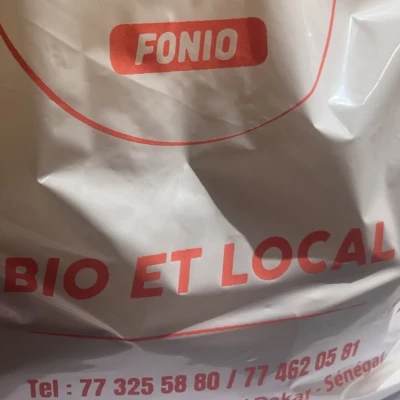 FONIO
BIO ET LOCAL
Tel : 77 325 58 80 / 77 462 05 81
Dakar - Sénégal